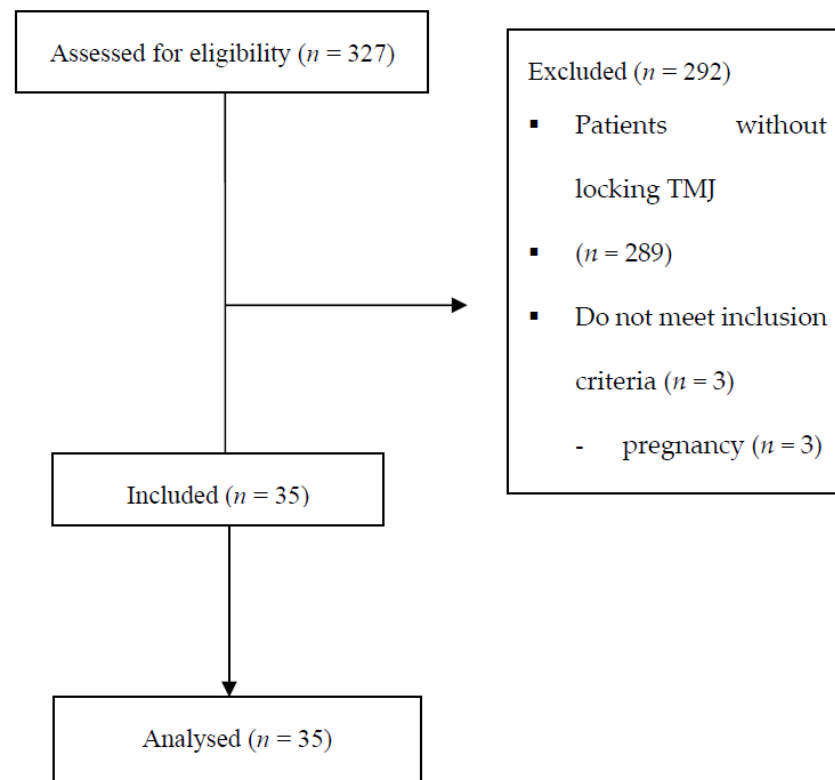 Assessed for eligibility (n = 327)
Excluded (n = 292)
▪ Patients without
locking TMJ
▪ (n = 289)
▪ Do not meet inclusion
criteria (n = 3)
- pregnancy (n = 3)
Included (n = 35)
Analysed (n = 35)